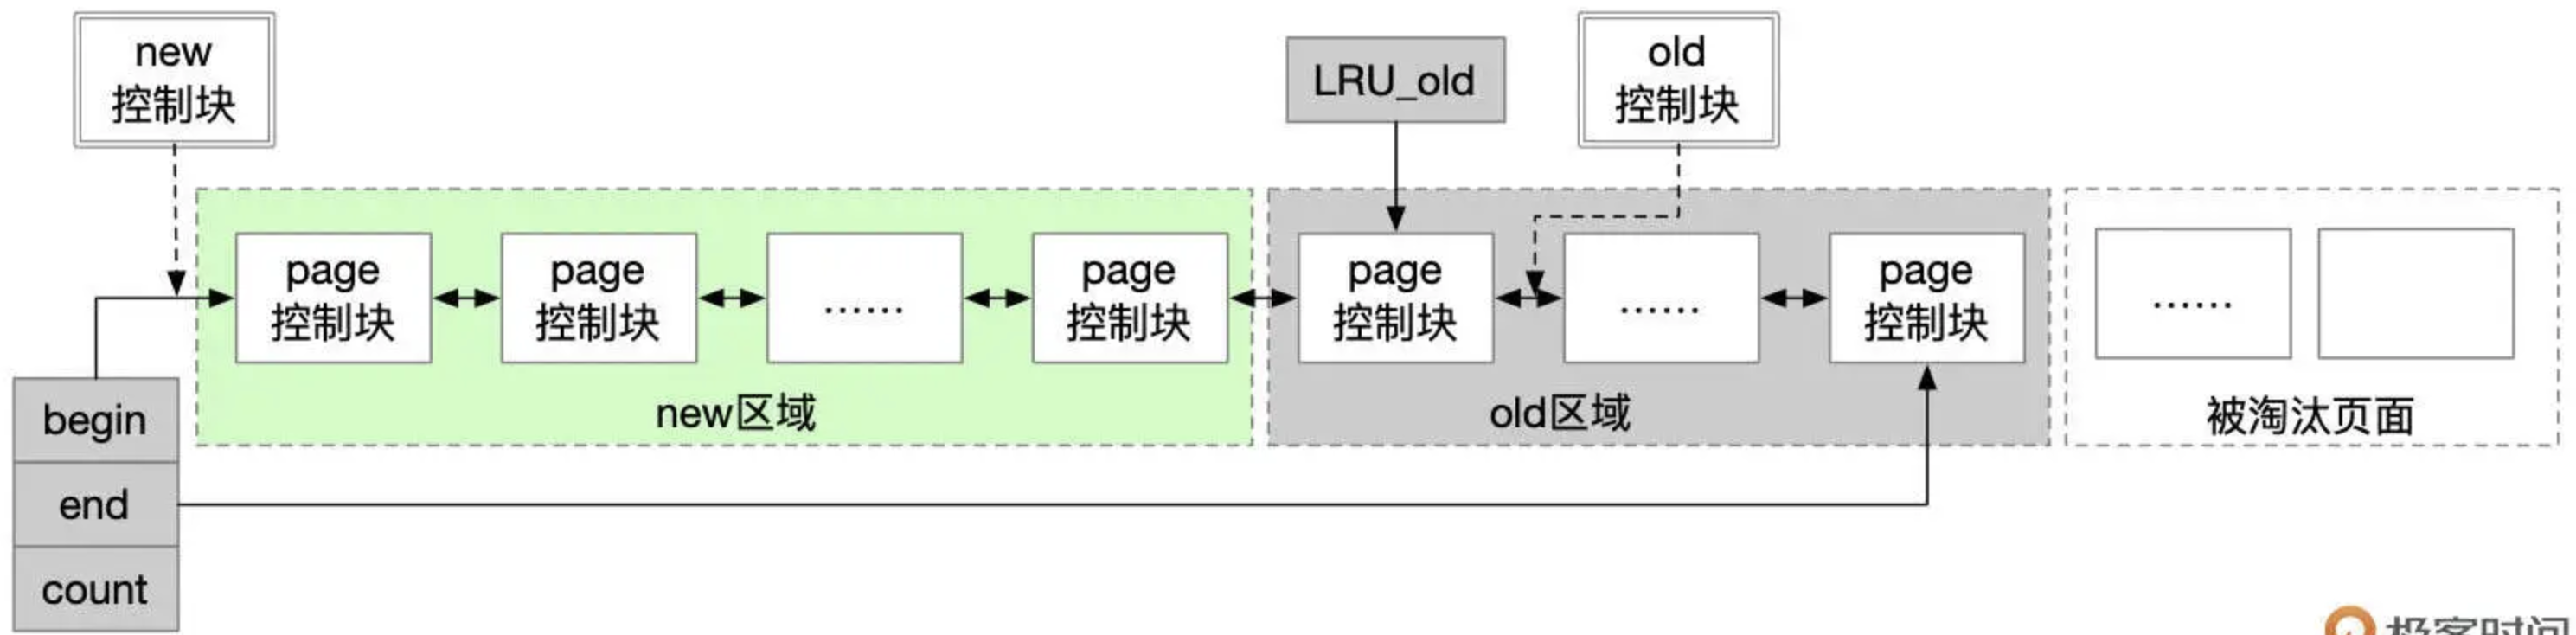 new
控制块
LRU_old
old
控制块
page
控制块
page
控制块
......
page
控制块
page
控制块
......
page
控制块
......
new区域
old区域
被淘汰页面
begin
end
count
极客时间